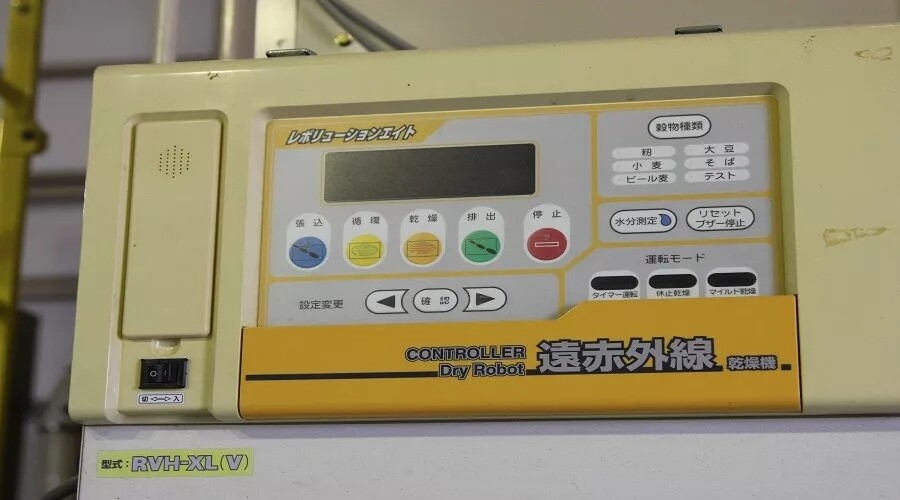 レボリューションエイト
張込 循環 乾燥 排出 停止
設定変更 確認
穀物種類
籾 大豆
小麦 そば
ビール麦 テスト
水分測定
リセット
ブザー停止
運転モード
タイマー運転 休止乾燥 マイルド乾燥
CONTROLLER
Dry Robot
遠赤外線 乾燥機
切 ⇔ 入
型式：RVH-XL(V)